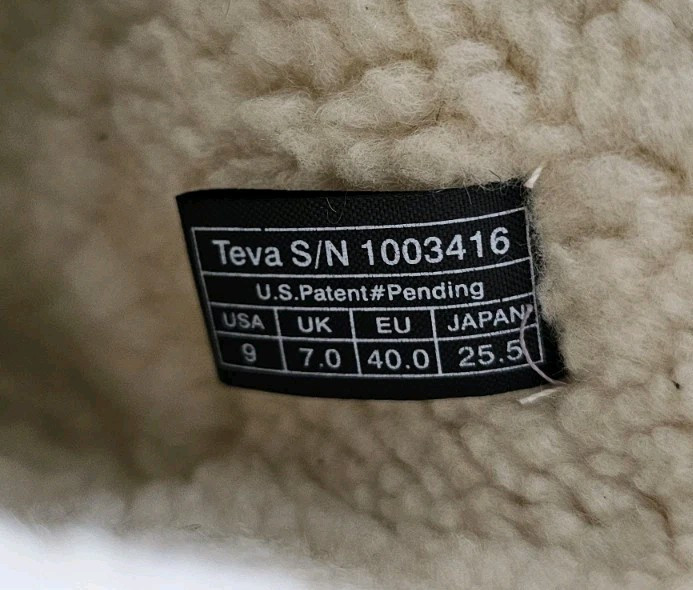 Teva S/N 1003416
U.S.Patent#Pending
USA UK EU JAPAN
9 7.0 40.0 25.5